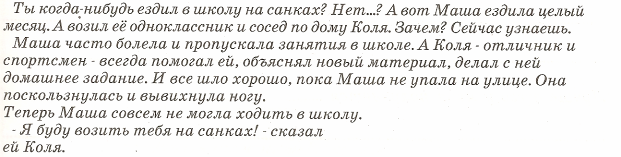 Ты когда-нибудь ездил в школу на санках? Нет...? А вот Маша ездила целый
месяц. А возил её одноклассник и сосед по дому Коля. Зачем? Сейчас узнаешь.
Маша часто болела и пропускала занятия в школе. А Коля - отличник и
спортсмен - всегда помогал ей, объяснял новый материал, делал с ней
домашнее задание. И все шло хорошо, пока Маша не упала на улице. Она
поскользнулась и вывихнула ногу.
Теперь Маша совсем не могла ходить в школу.
- Я буду возить тебя на санках! - сказал
ей Коля.